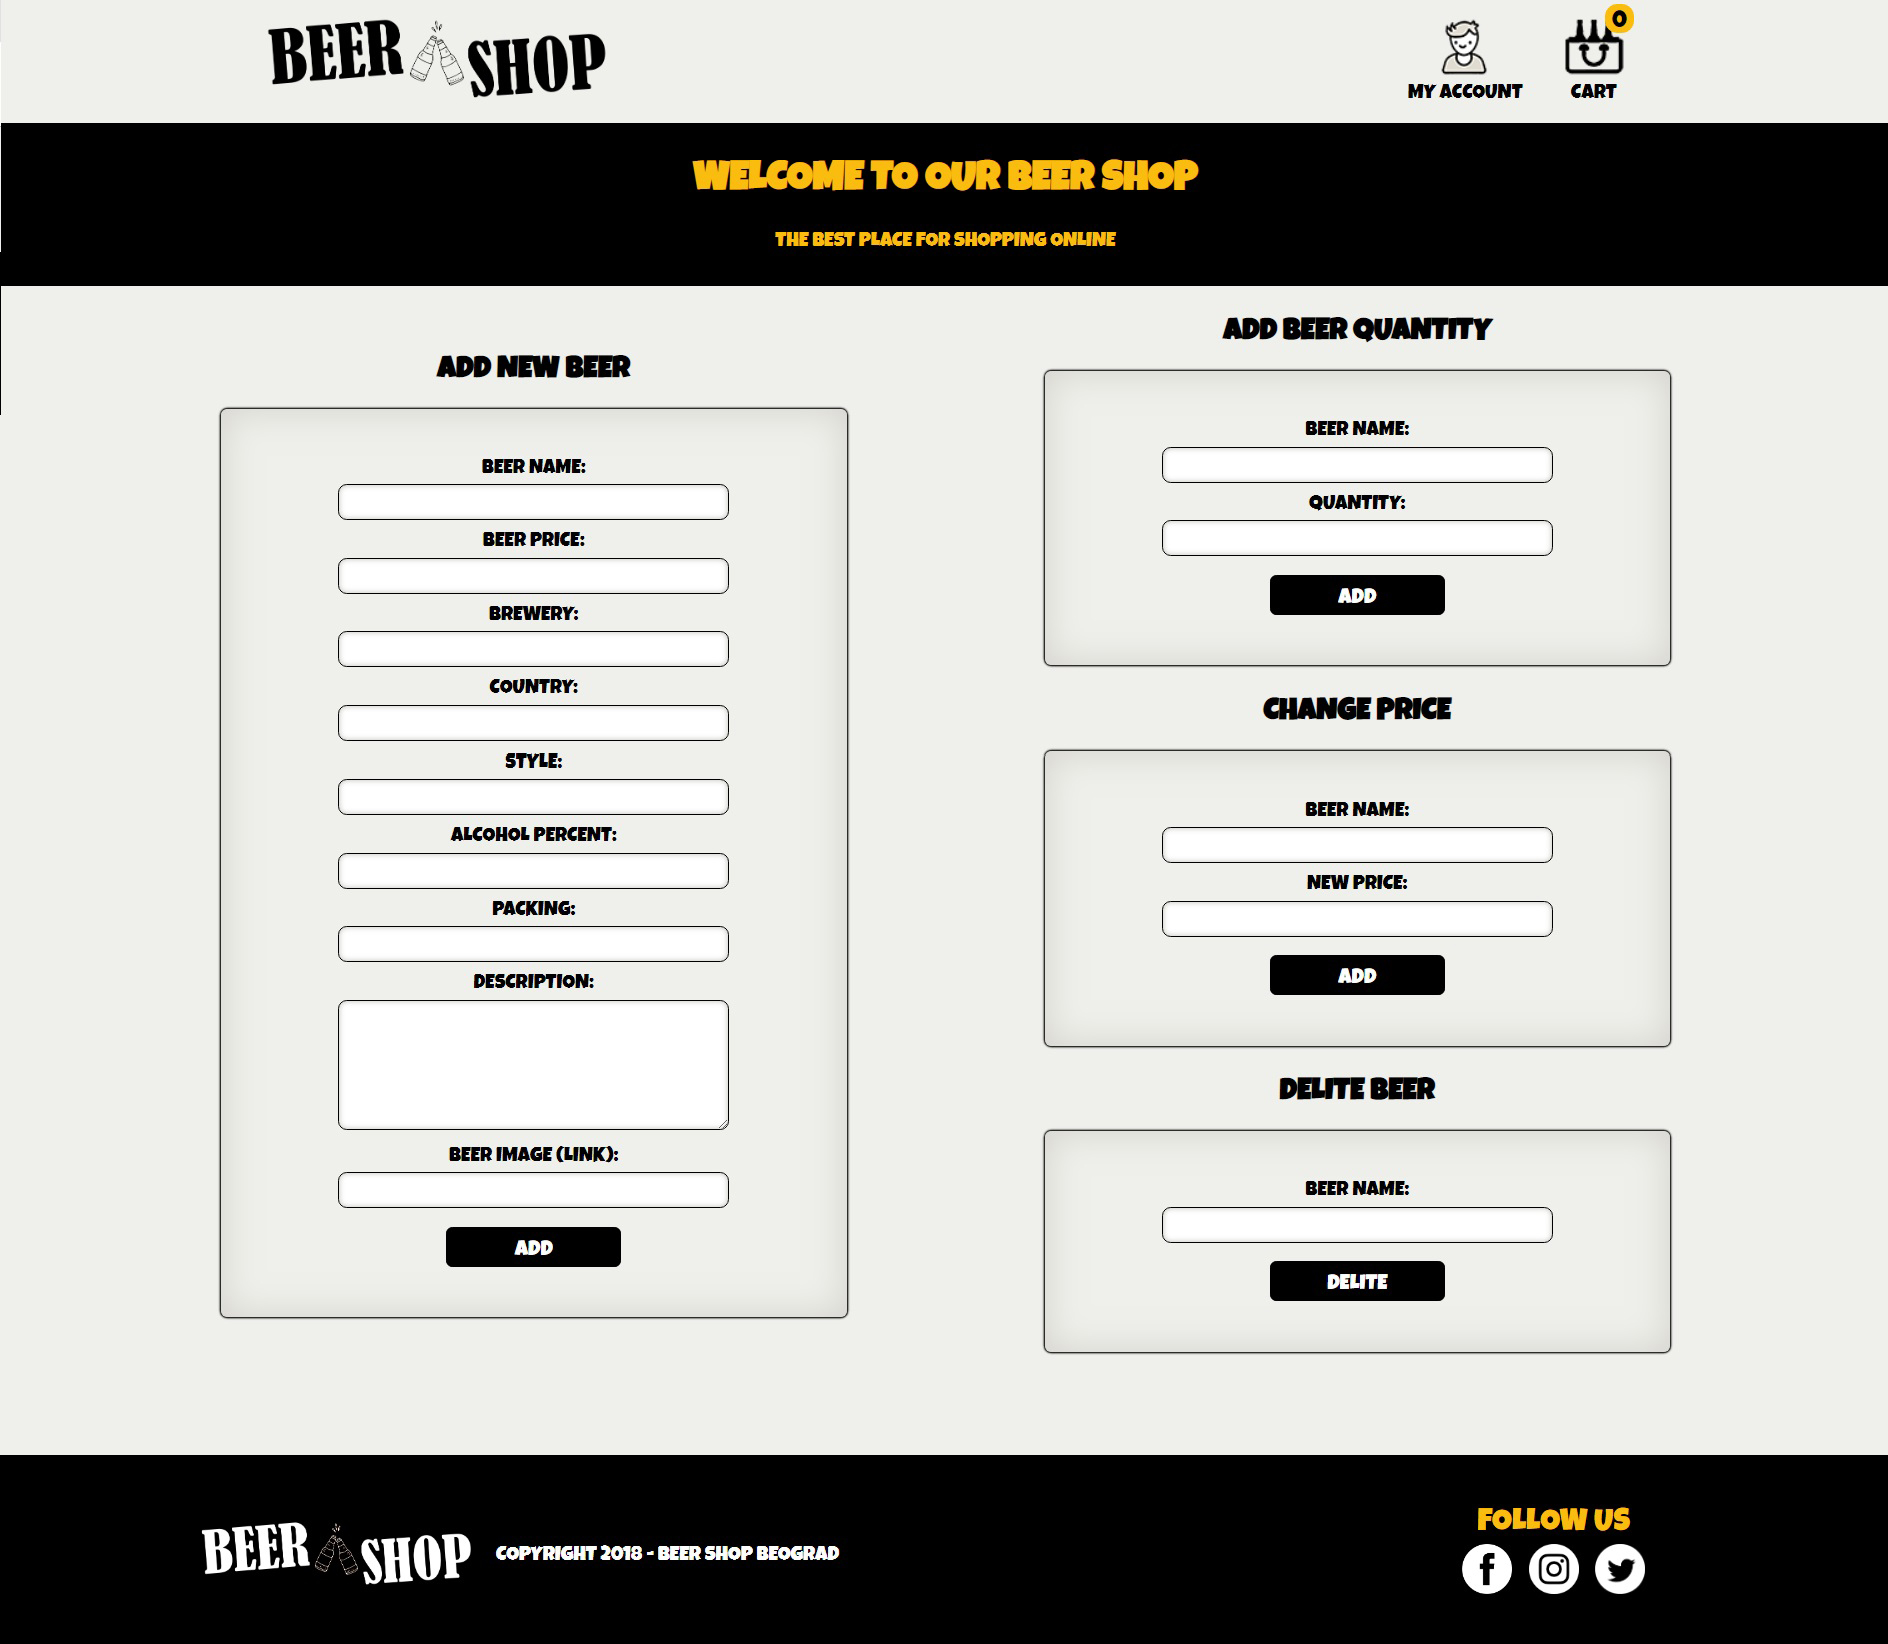 BEER SHOP
MY ACCOUNT
0
CART
WELCOME TO OUR BEER SHOP
THE BEST PLACE FOR SHOPPING ONLINE
ADD NEW BEER
BEER NAME:
BEER PRICE:
BREWERY:
COUNTRY:
STYLE:
ALCOHOL PERCENT:
PACKING:
DESCRIPTION:
BEER IMAGE (LINK):
ADD
ADD BEER QUANTITY
BEER NAME:
QUANTITY:
ADD
CHANGE PRICE
BEER NAME:
NEW PRICE:
ADD
DELITE BEER
BEER NAME:
DELITE
BEER SHOP
COPYRIGHT 2018 - BEER SHOP BEOGRAD
FOLLOW US